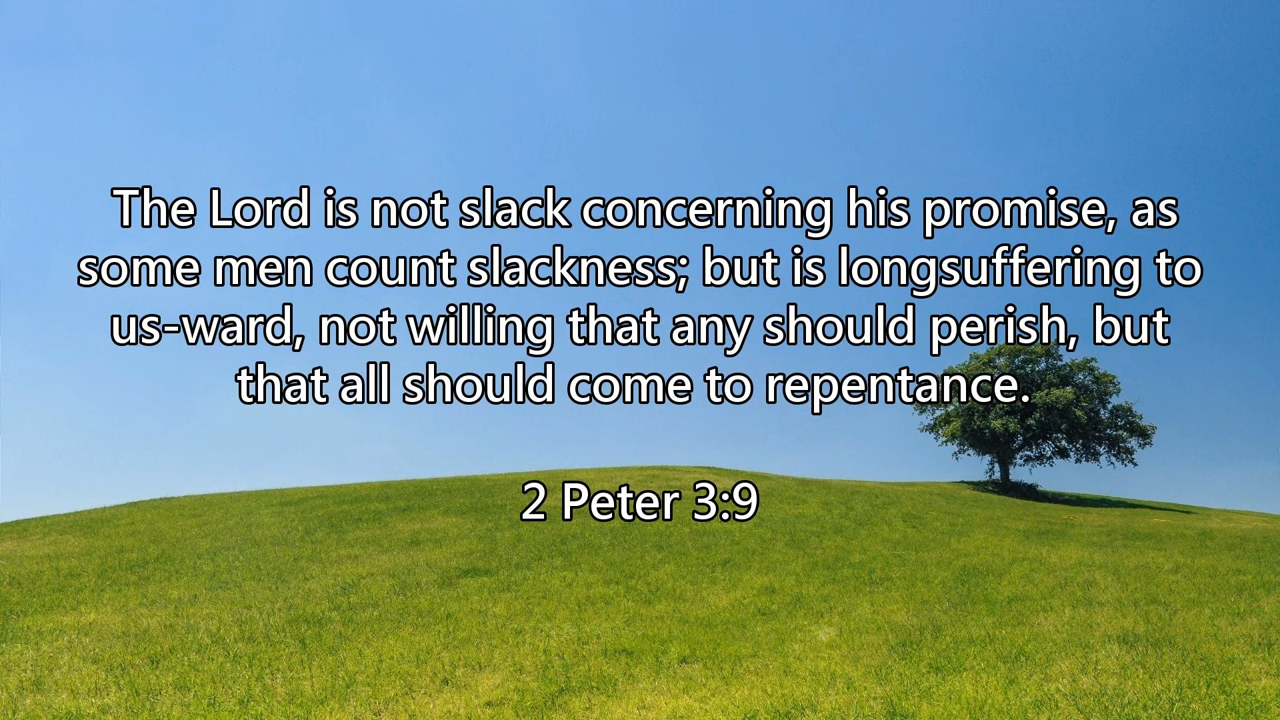 The Lord is not slack concerning his promise, as
some men count slackness; but is longsuffering to
us-ward, not willing that any should perish, but
that all should come to repentance.
2 Peter 3:9